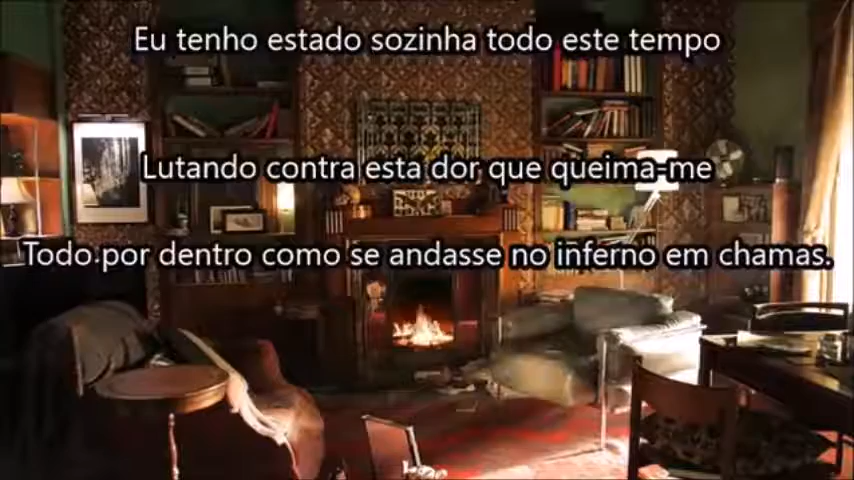 Eu tenho estado sozinha todo este tempo
Lutando contra esta dor que queima-me
Todo por dentro como se andasse no inferno em chamas.